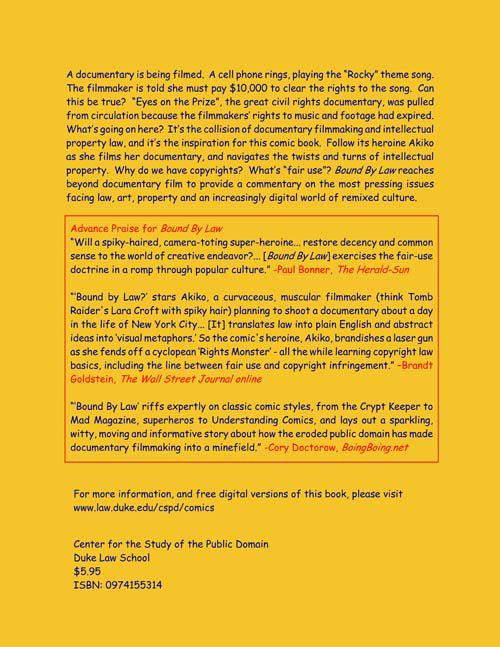 A documentary is being filmed.  A cell phone rings, playing the “Rocky” theme song.
The filmmaker is told she must pay $10,000 to clear the rights to the song.  Can
this be true?  “Eyes on the Prize”, the great civil rights documentary, was pulled
from circulation because the filmmakers’ rights to music and footage had expired.
What’s going on here?  It’s the collision of documentary filmmaking and intellectual
property law, and it’s the inspiration for this comic book.  Follow its heroine Akiko
as she films her documentary, and navigates the twists and turns of intellectual
property.  Why do we have copyrights?  What’s “fair use”?  Bound By Law reaches
beyond documentary film to provide a commentary on the most pressing issues
facing law, art, property and an increasingly digital world of remixed culture.
Advance Praise for Bound By Law
“Will a spiky-haired, camera-toting super-heroine... restore decency and common
sense to the world of creative endeavor?... [Bound By Law] exercises the fair-use
doctrine in a romp through popular culture.” -Paul Bonner, The Herald-Sun
“‘Bound by Law?’ stars Akiko, a curvaceous, muscular filmmaker (think Tomb
Raider's Lara Croft with spiky hair) planning to shoot a documentary about a day
in the life of New York City... [It] translates law into plain English and abstract
ideas into ‘visual metaphors.’ So the comic's heroine, Akiko, brandishes a laser gun
as she fends off a cyclopean ‘Rights Monster’ - all the while learning copyright law
basics, including the line between fair use and copyright infringement.” –Brandt
Goldstein, The Wall Street Journal online
“‘Bound By Law’ riffs expertly on classic comic styles, from the Crypt Keeper to
Mad Magazine, superheros to Understanding Comics, and lays out a sparkling,
witty, moving and informative story about how the eroded public domain has made
documentary filmmaking into a minefield.” -Cory Doctorow, BoingBoing.net
For more information, and free digital versions of this book, please visit
www.law.duke.edu/cspd/comics
Center for the Study of the Public Domain
Duke Law School
$5.95
ISBN: 0974155314